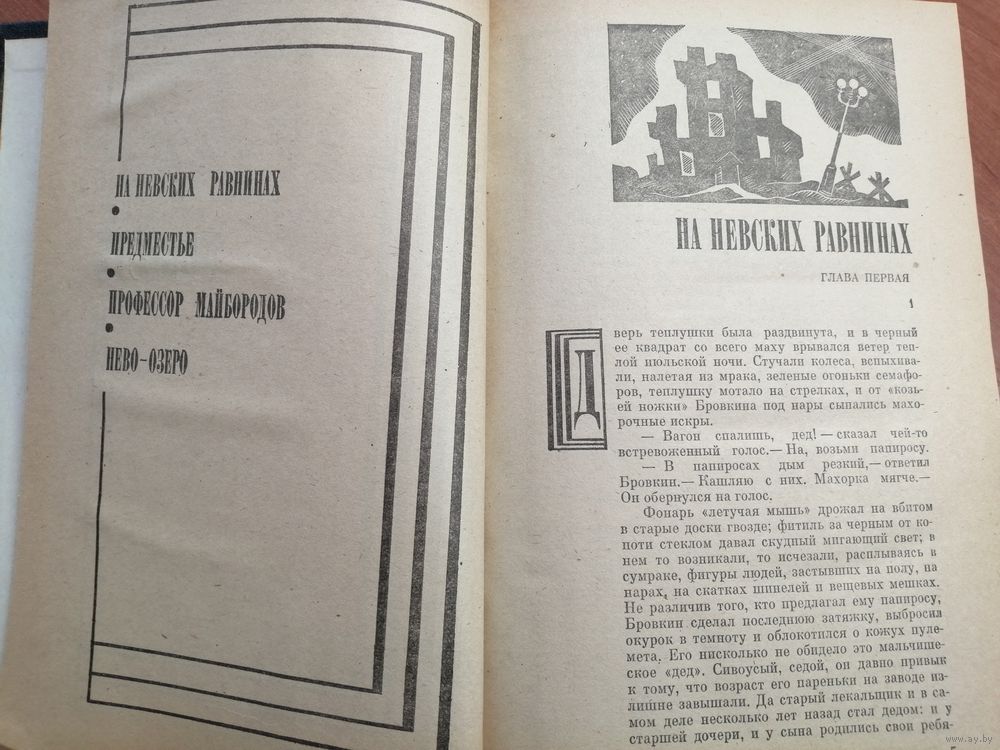 НА НЕВСКИХ РАВНИНАХ
•
ПРЕДМЕСТЬЕ
•
ПРОФЕССОР МАЙБОРОДОВ
•
НЕВО-ОЗЕРО
НА НЕВСКИХ РАВНИНАХ
ГЛАВА ПЕРВАЯ
1
Д
верь теплушки была раздвинута, и в черный
ее квадрат со всего маху врывался ветер теп-
лой июльской ночи. Стучали колеса, вспыхива-
ли, налетая из мрака, зеленые огоньки семафо-
ров, теплушку мотало на стрелках, и от «козь-
ей ножки» Бровкина под нары сыпались махо-
рочные искры.
— Вагон спалишь, дед! — сказал чей-то
встревоженный голос.— На, возьми папиросу.
— В папиросах дым резкий,— ответил
Бровкин.— Кашляю с них. Махорка мягче.—
Он обернулся на голос.
Фонарь «летучая мышь» дрожал на вбитом
в старые доски гвозде; фитиль за черным от ко-
поти стеклом давал скудный мигающий свет; в
нем то возникали, то исчезали, расплываясь в
сумраке, фигуры людей, застывших на полу, на
нарах, на скатках шинелей и вещевых мешках.
Не различив того, кто предлагал ему папиросу,
Бровкин сделал последнюю затяжку, выбросил
окурок в темноту и облокотился о кожух пуле-
мета. Его нисколько не обидело это мальчише-
ское «дед». Сивоусый, седой, он давно привык
к тому, что возраст его пареньки на заводе из-
лишне завышали. Да старый лекальщик и в са-
мом деле несколько лет назад стал дедом: и у
старшей дочери, и у сына родились свои ребя-
www.ay.by